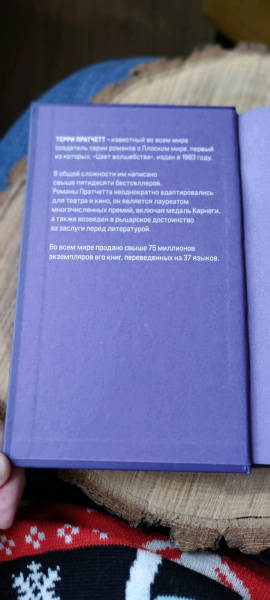 ТЕРРИ ПРАТЧЕТТ – известный во всем мире
создатель серии романов о Плоском мире, первый
из которых, «Цвет волшебства», издан в 1983 году.
В общей сложности им написано
свыше пятидесяти бестселлеров.
Романы Пратчетта неоднократно адаптировались
для театра и кино, он является лауреатом
многочисленных премий, включая медаль Карнеги,
а также возведен в рыцарское достоинство
за заслуги перед литературой.
Во всем мире продано свыше 75 миллионов
экземпляров его книг, переведенных на 37 языков.